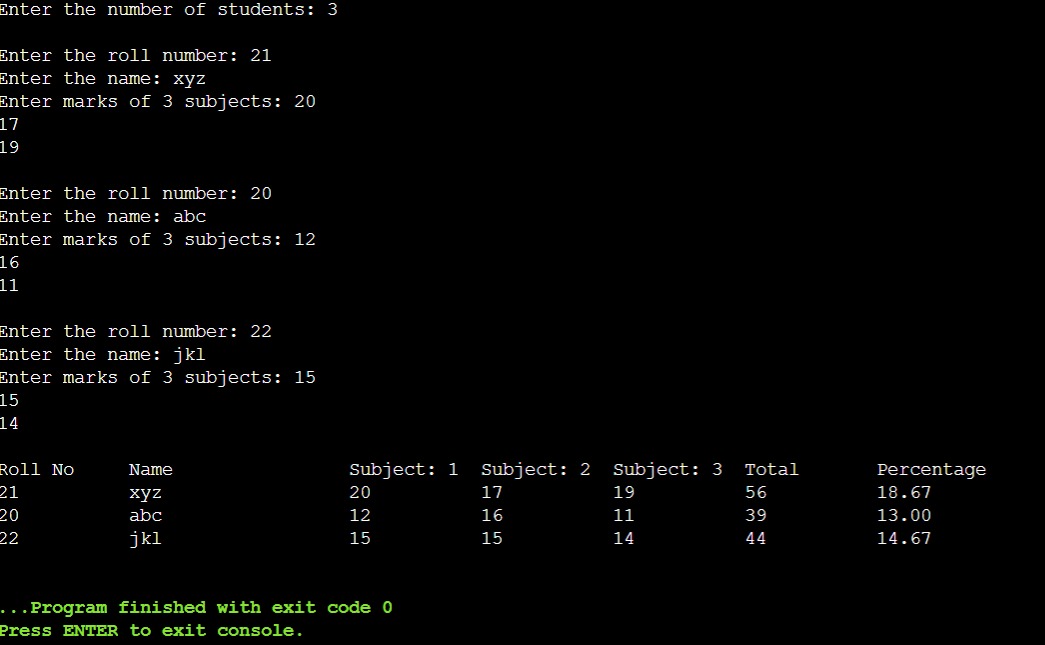 Enter the number of students: 3
Enter the roll number: 21
Enter the name: xyz
Enter marks of 3 subjects: 20
17
19
Enter the roll number: 20
Enter the name: abc
Enter marks of 3 subjects: 12
16
11
Enter the roll number: 22
Enter the name: jkl
Enter marks of 3 subjects: 15
15
14
Roll No Name Subject: 1 Subject: 2 Subject: 3 Total Percentage
21 xyz 20 17 19 56 18.67
20 abc 12 16 11 39 13.00
22 jkl 15 15 14 44 14.67
...Program finished with exit code 0
Press ENTER to exit console.